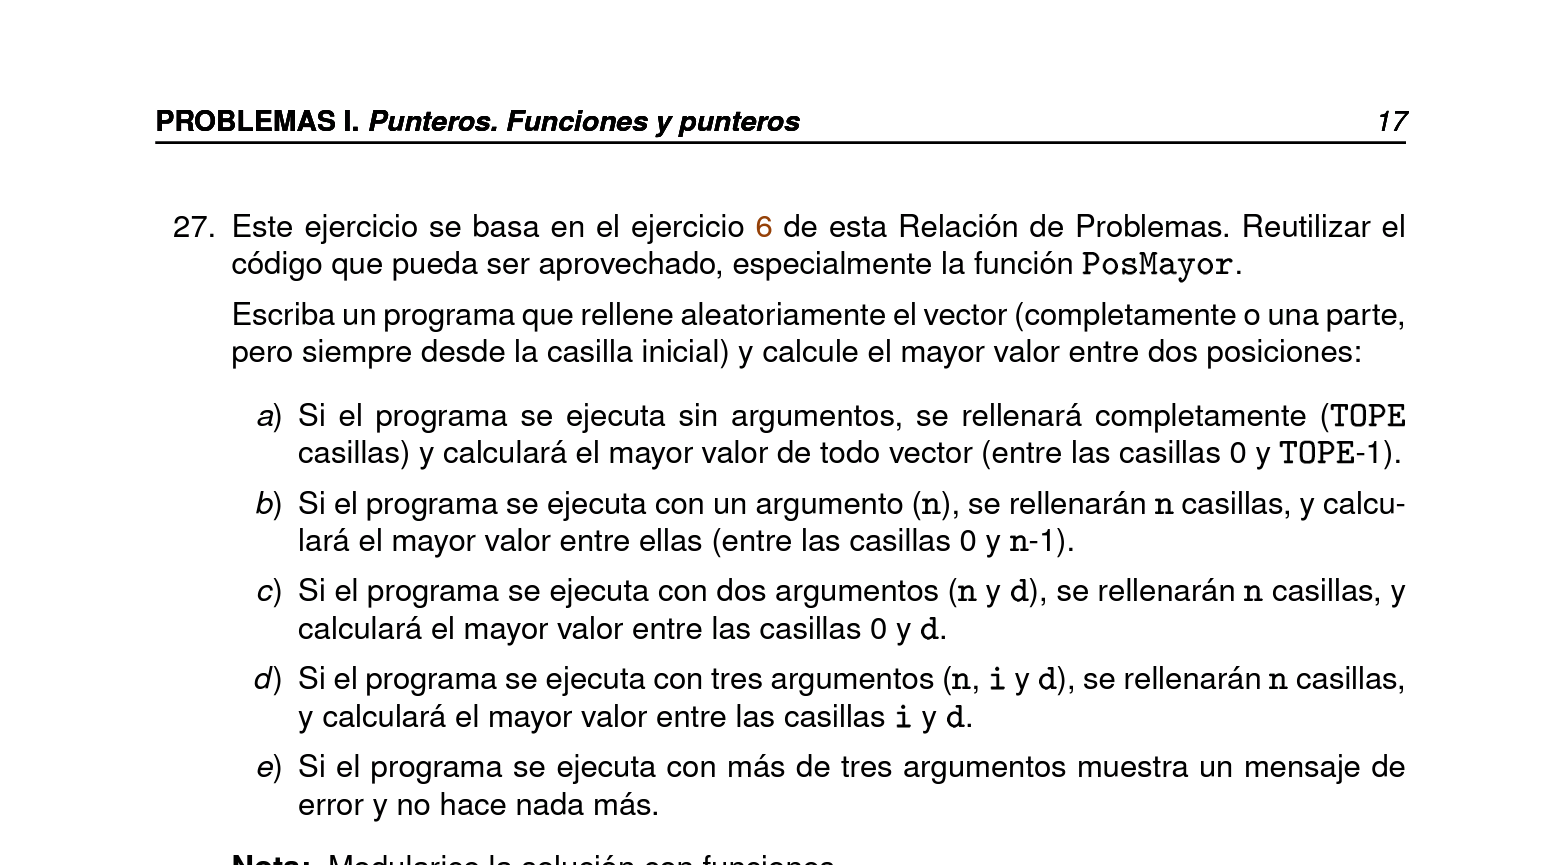 PROBLEMAS I. Punteros. Funciones y punteros 17
27. Este ejercicio se basa en el ejercicio 6 de esta Relación de Problemas. Reutilizar el
código que pueda ser aprovechado, especialmente la función PosMayor.
Escriba un programa que rellene aleatoriamente el vector (completamente o una parte,
pero siempre desde la casilla inicial) y calcule el mayor valor entre dos posiciones:
a) Si el programa se ejecuta sin argumentos, se rellenará completamente (TOPE
casillas) y calculará el mayor valor de todo vector (entre las casillas 0 y TOPE-1).
b) Si el programa se ejecuta con un argumento (n), se rellenarán n casillas, y calcu-
lará el mayor valor entre ellas (entre las casillas 0 y n-1).
c) Si el programa se ejecuta con dos argumentos (n y d), se rellenarán n casillas, y
calculará el mayor valor entre las casillas 0 y d.
d) Si el programa se ejecuta con tres argumentos (n, i y d), se rellenarán n casillas,
y calculará el mayor valor entre las casillas i y d.
e) Si el programa se ejecuta con más de tres argumentos muestra un mensaje de
error y no hace nada más.
Nota: Modularice la solución con funciones.